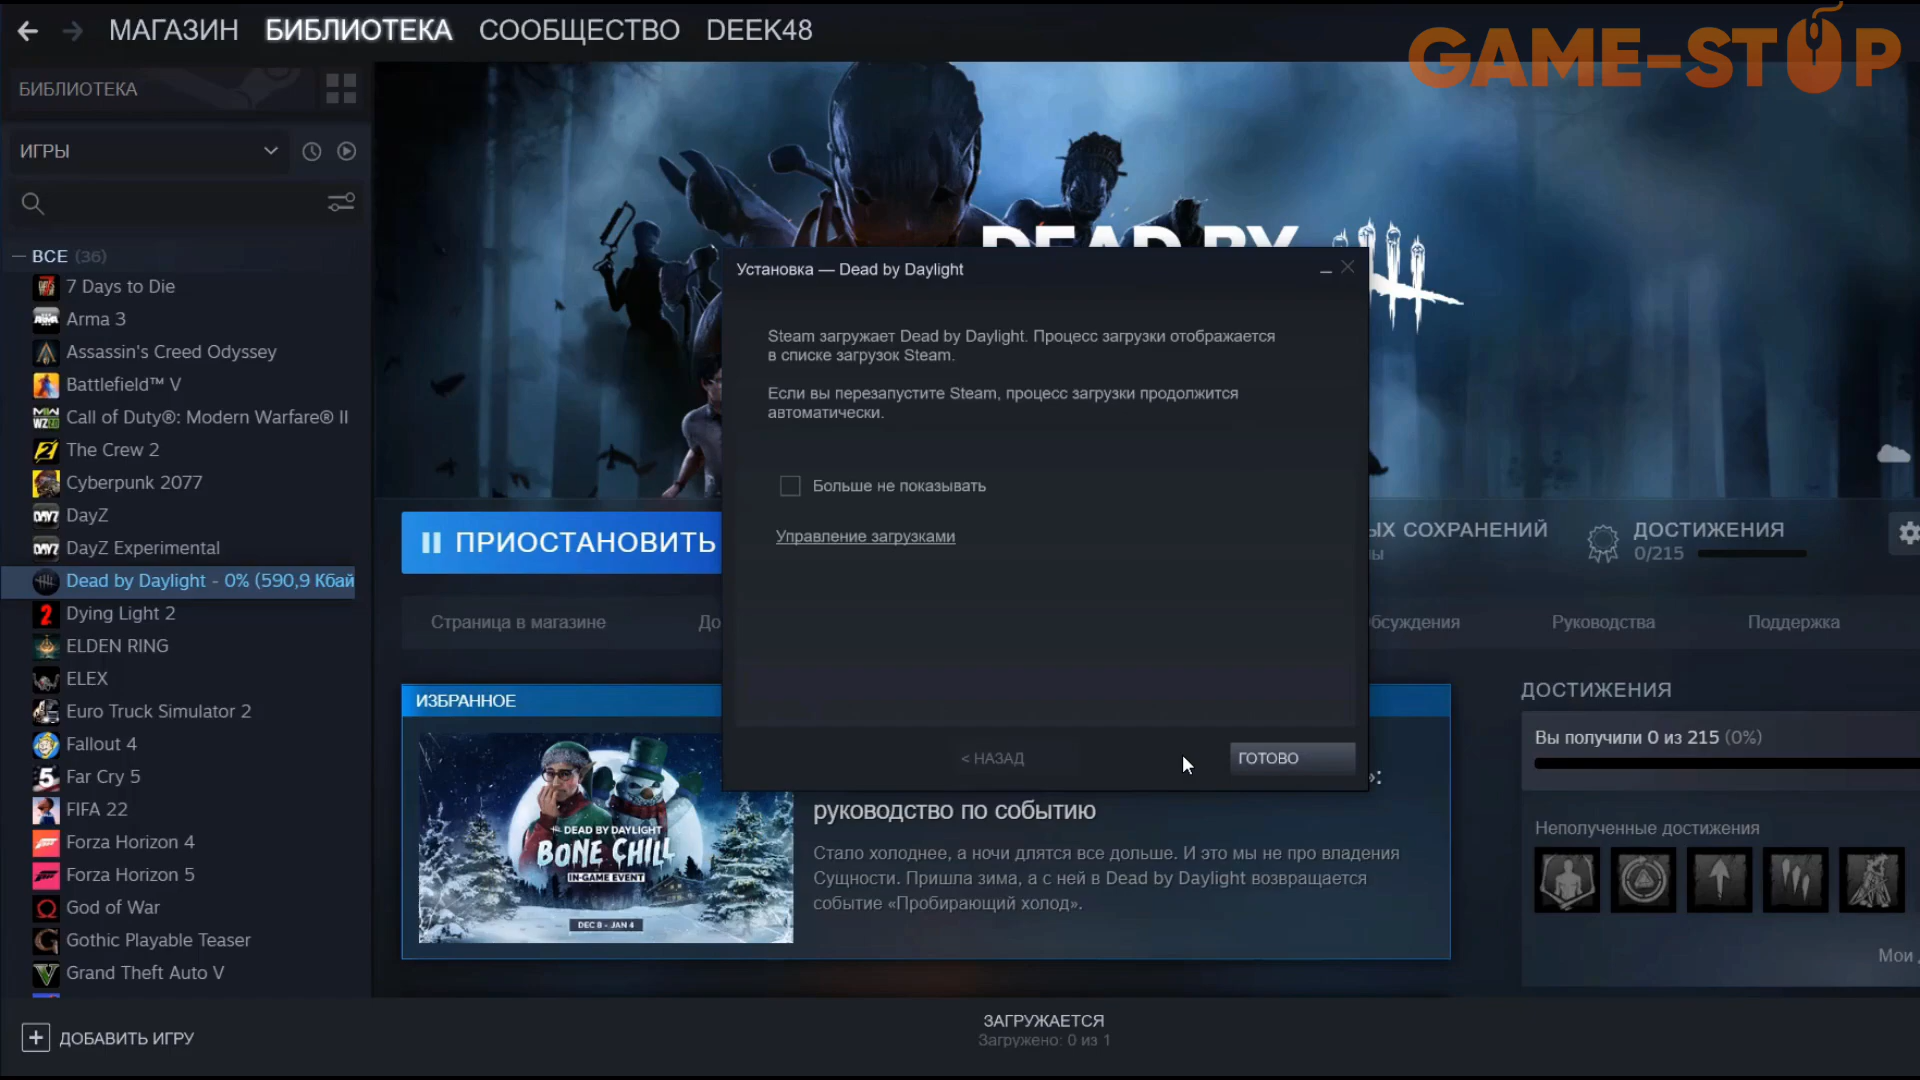 МАГАЗИН БИБЛИОТЕКА СООБЩЕСТВО DEEK48
GAME-STOP
БИБЛИОТЕКА
ИГРЫ
ВСЕ (36)
7 Days to Die
Arma 3
Assassin's Creed Odyssey
Battlefield™ V
Call of Duty®: Modern Warfare® II
The Crew 2
Cyberpunk 2077
DayZ
DayZ Experimental
Dead by Daylight - 0% (590,9 Кбай
Dying Light 2
ELDEN RING
ELEX
Euro Truck Simulator 2
Fallout 4
Far Cry 5
FIFA 22
Forza Horizon 4
Forza Horizon 5
God of War
Gothic Playable Teaser
Grand Theft Auto V
ДОБАВИТЬ ИГРУ
DEAD BY
Установка — Dead by Daylight
Steam загружает Dead by Daylight. Процесс загрузки отображается
в списке загрузок Steam.
Если вы перезапустите Steam, процесс загрузки продолжится
автоматически.
Больше не показывать
Управление загрузками
< НАЗАД ГОТОВО
ПРИОСТАНОВИТЬ
ЫХ СОХРАНЕНИЙ
ы
ДОСТИЖЕНИЯ
0/215
Страница в магазине До бсуждения Руководства Поддержка
ИЗБРАННОЕ
DEAD BY DAYLIGHT
BONE CHILL
IN-GAME EVENT
DEC 8 - JAN 4
»:
руководство по событию
Стало холоднее, а ночи длятся все дольше. И это мы не про владения
Сущности. Пришла зима, а с ней в Dead by Daylight возвращается
событие «Пробирающий холод».
ДОСТИЖЕНИЯ
Вы получили 0 из 215 (0%)
Неполученные достижения
Мои
ЗАГРУЖАЕТСЯ
Загружено: 0 из 1